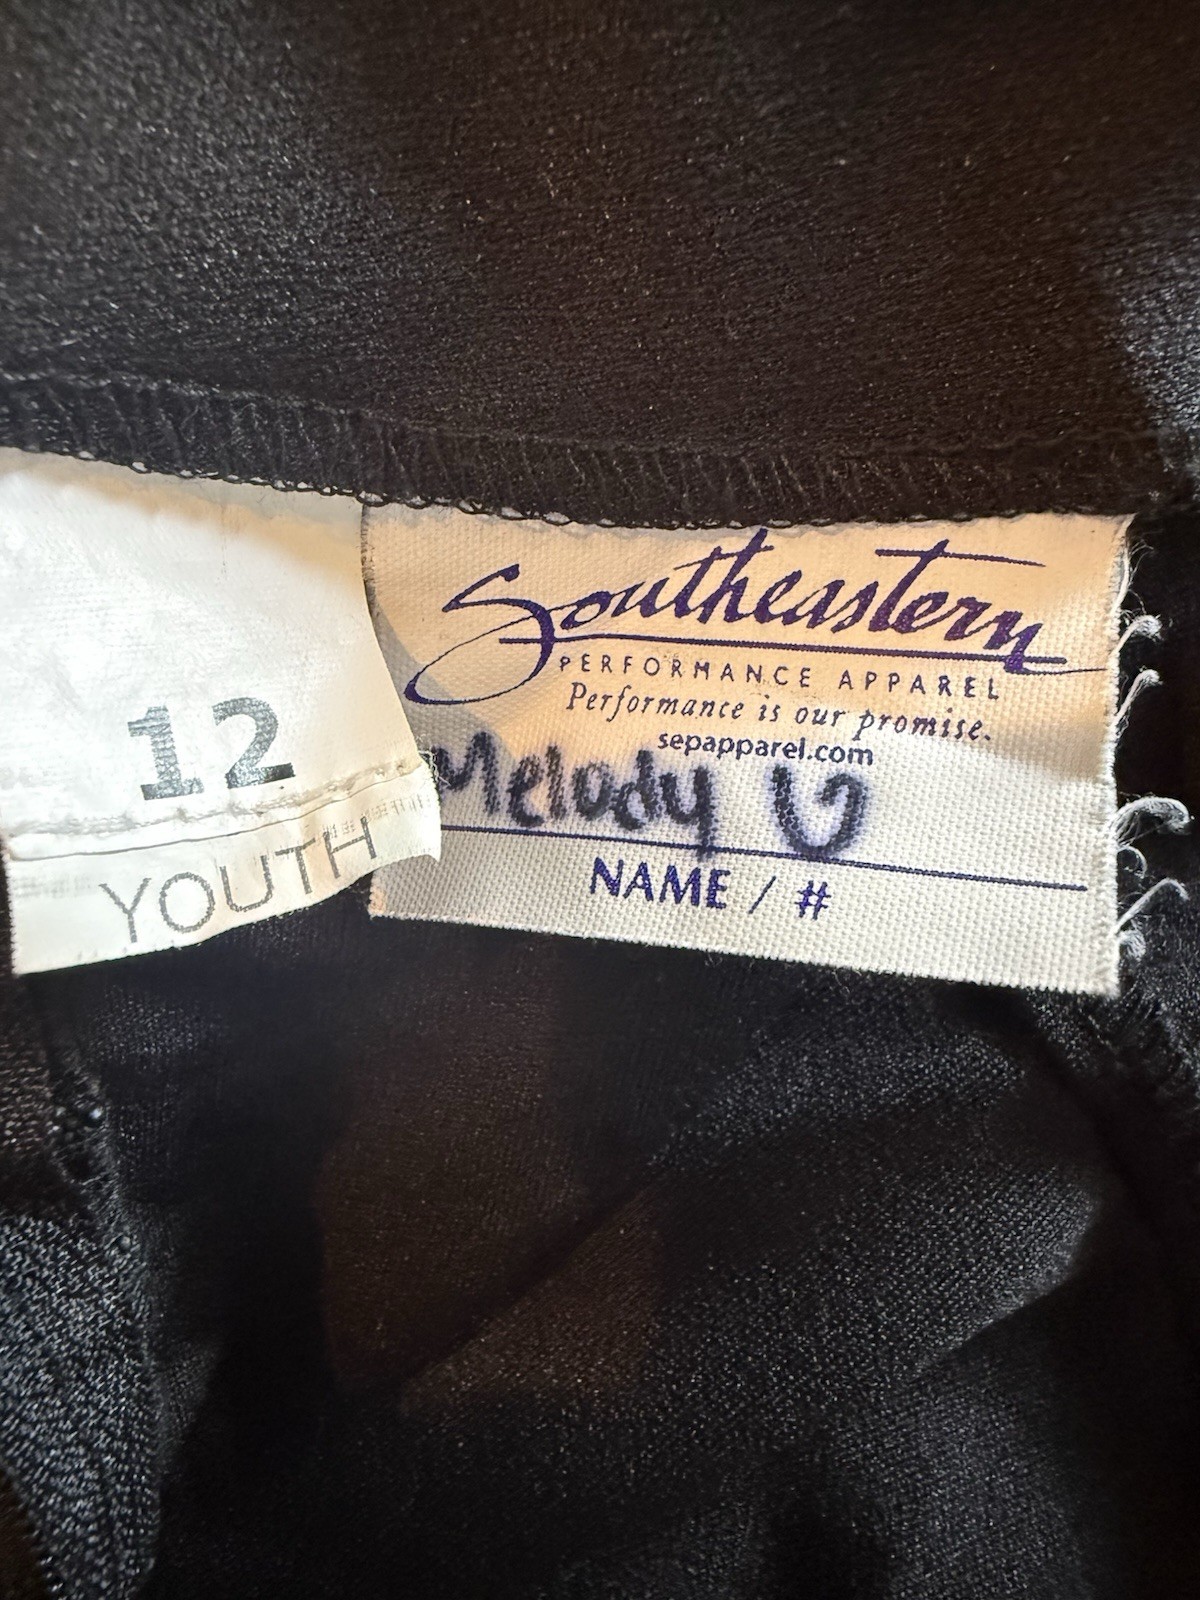 12
YOUTH
Southeastern
PERFORMANCE APPAREL
Performance is our promise.
sepapparel.com
Melody
NAME / #